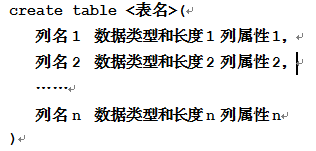 create table <表名>(
列名1 数据类型和长度1 列属性1,
列名2 数据类型和长度2 列属性2,
……
列名n 数据类型和长度n 列属性n
)